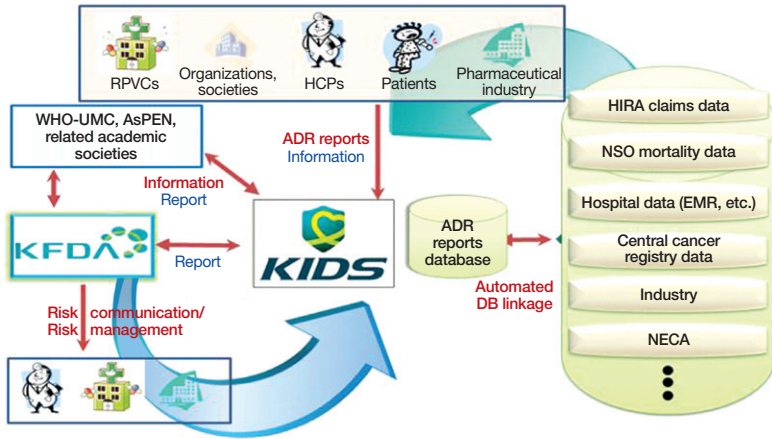 RPVCs
Organizations,
societies
HCPs
Patients
Pharmaceutical
industry
WHO-UMC, AsPEN,
related academic
societies
ADR reports
Information
Information
Report
KFDA
Report
KIDS
ADR
reports
database
Automated
DB linkage
HIRA claims data
NSO mortality data
Hospital data (EMR, etc.)
Central cancer
registry data
Industry
NECA
Risk communication/
Risk management